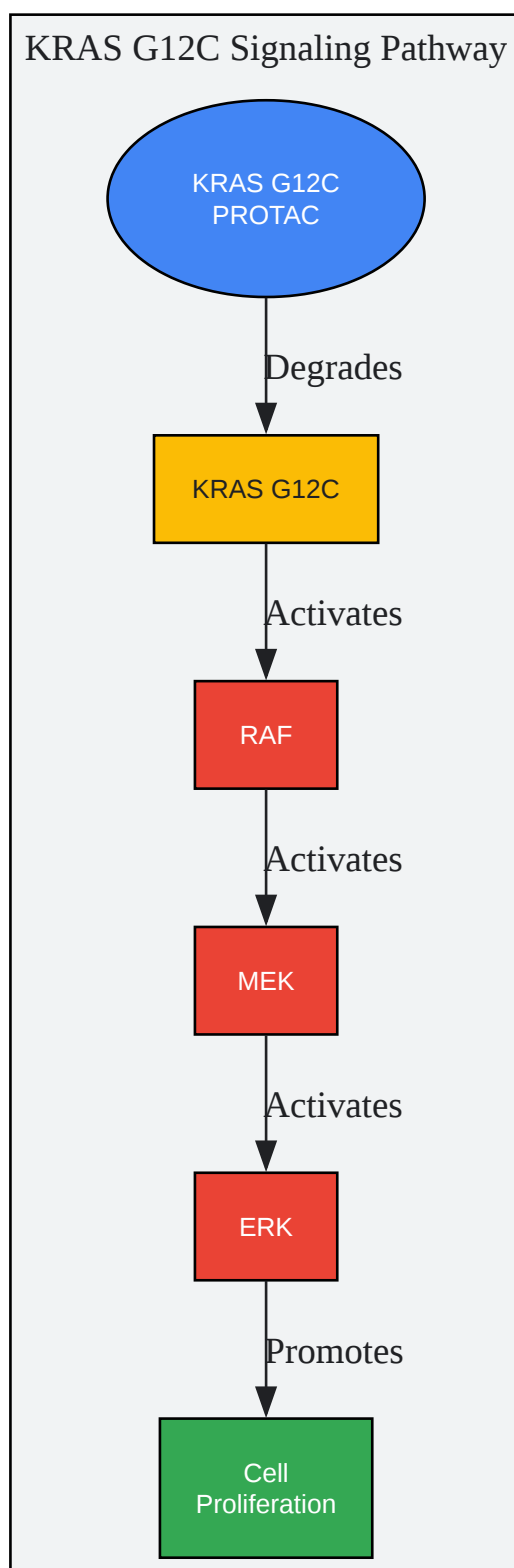 KRAS G12C Signaling Pathway
KRAS G12C
PROTAC
Degrades
KRAS G12C
Activates
RAF
Activates
MEK
Activates
ERK
Promotes
Cell
Proliferation